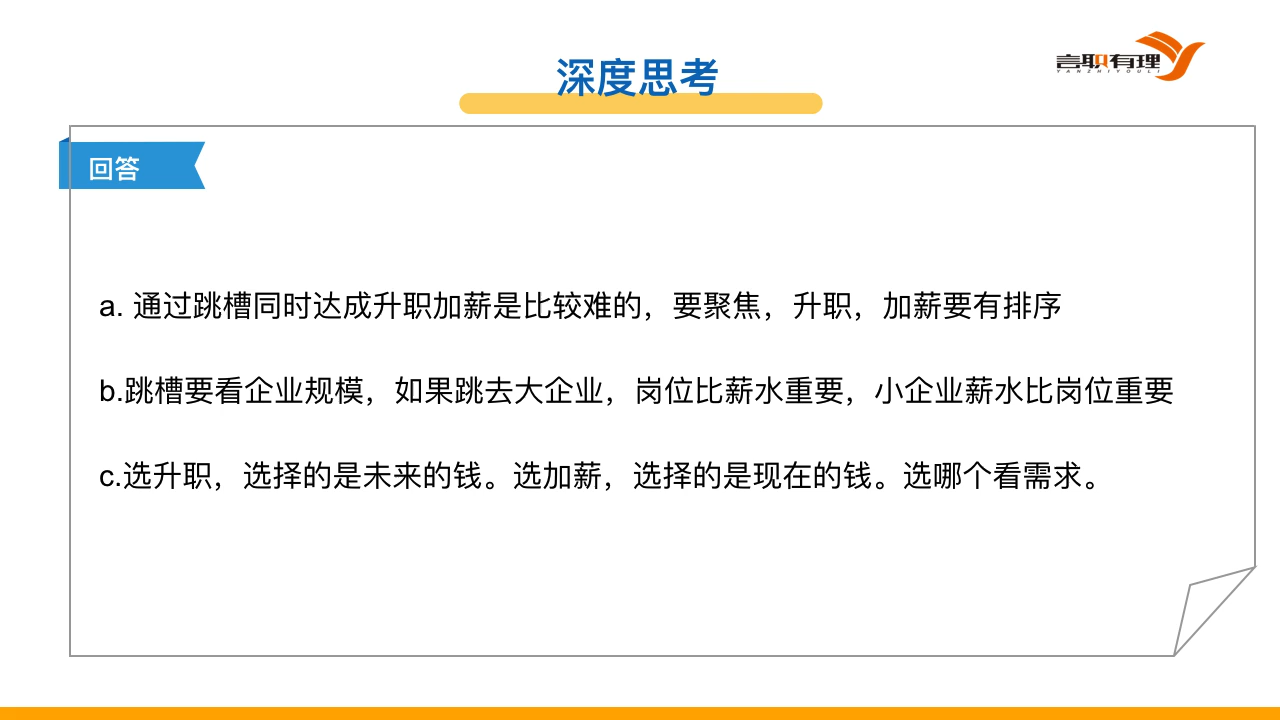 深度思考
言职有理
YANZHIYOULI
回答
a. 通过跳槽同时达成升职加薪是比较难的，要聚焦，升职，加薪要有排序
b.跳槽要看企业规模，如果跳去大企业，岗位比薪水重要，小企业薪水比岗位重要
c.选升职，选择的是未来的钱。选加薪，选择的是现在的钱。选哪个看需求。